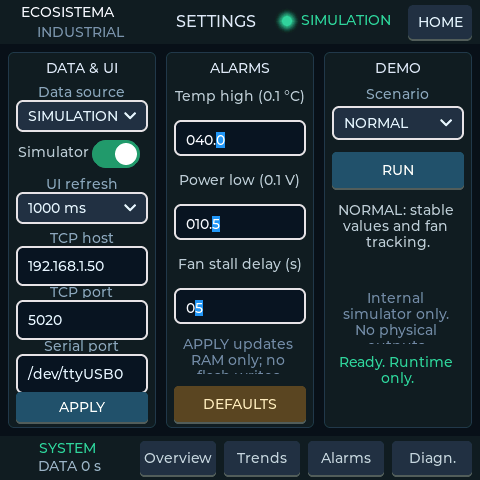 ECOSISTEMA
INDUSTRIAL
SETTINGS
SIMULATION
HOME
DATA & UI
Data source
SIMULATION
Simulator
UI refresh
1000 ms
TCP host
192.168.1.50
TCP port
5020
Serial port
/dev/ttyUSB0
APPLY
ALARMS
Temp high (0.1 °C)
040.0
Power low (0.1 V)
010.5
Fan stall delay (s)
05
APPLY updates
RAM only; no
flash writes
DEFAULTS
DEMO
Scenario
NORMAL
RUN
NORMAL: stable
values and fan
tracking.
Internal
simulator only.
No physical
outputs
Ready. Runtime
only.
SYSTEM
DATA 0 s
Overview
Trends
Alarms
Diagn.